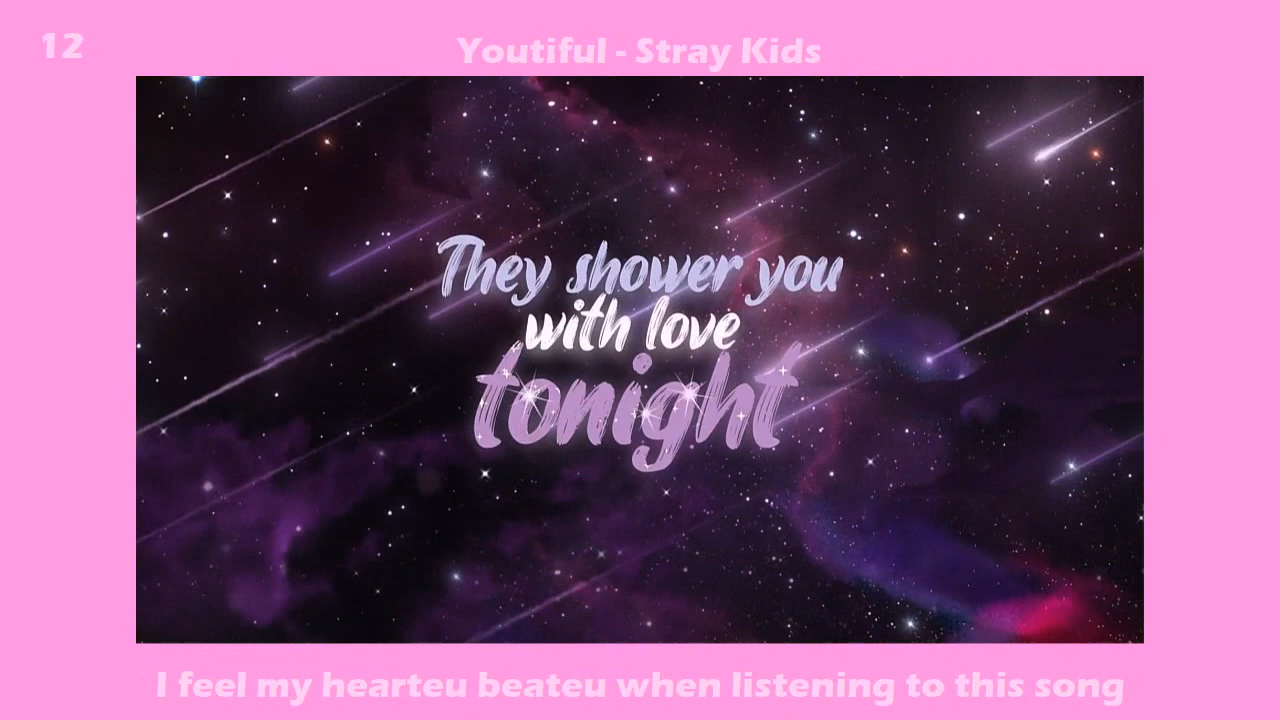 12
Youtiful - Stray Kids
They shower you
with love
tonight
I feel my hearteu beateu when listening to this song